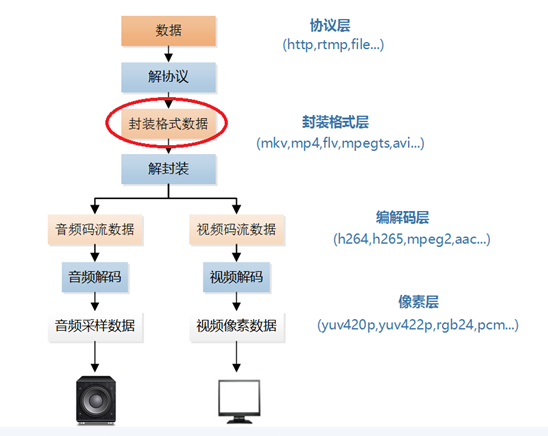 数据
协议层
(http,rtmp,file...)
解协议
封装格式数据
封装格式层
(mkv,mp4,flv,mpegts,avi...)
解封装
音频码流数据
视频码流数据
编解码层
(h264,h265,mpeg2,aac...)
音频解码
视频解码
音频采样数据
视频像素数据
像素层
(yuv420p,yuv422p,rgb24,pcm...)